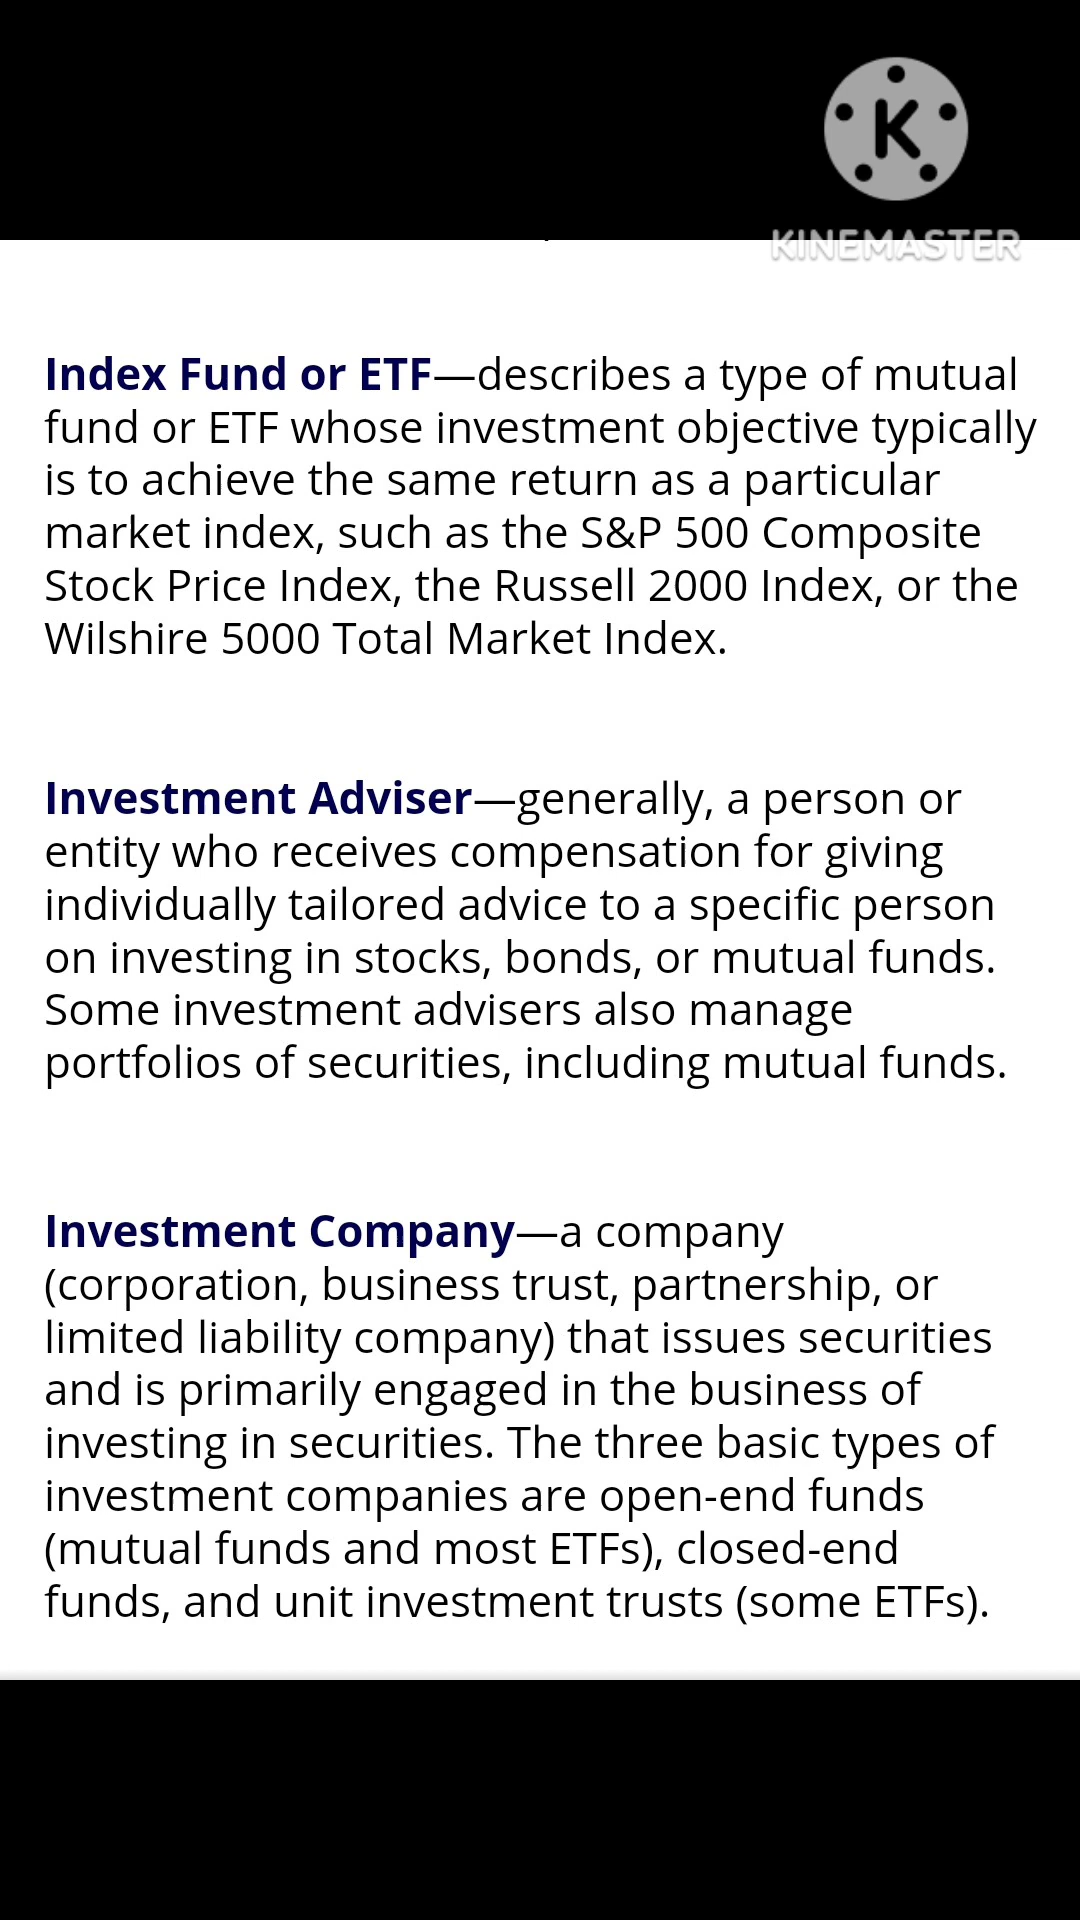 K
KINEMASTER
Index Fund or ETF—describes a type of mutual
fund or ETF whose investment objective typically
is to achieve the same return as a particular
market index, such as the S&P 500 Composite
Stock Price Index, the Russell 2000 Index, or the
Wilshire 5000 Total Market Index.
Investment Adviser—generally, a person or
entity who receives compensation for giving
individually tailored advice to a specific person
on investing in stocks, bonds, or mutual funds.
Some investment advisers also manage
portfolios of securities, including mutual funds.
Investment Company—a company
(corporation, business trust, partnership, or
limited liability company) that issues securities
and is primarily engaged in the business of
investing in securities. The three basic types of
investment companies are open-end funds
(mutual funds and most ETFs), closed-end
funds, and unit investment trusts (some ETFs).